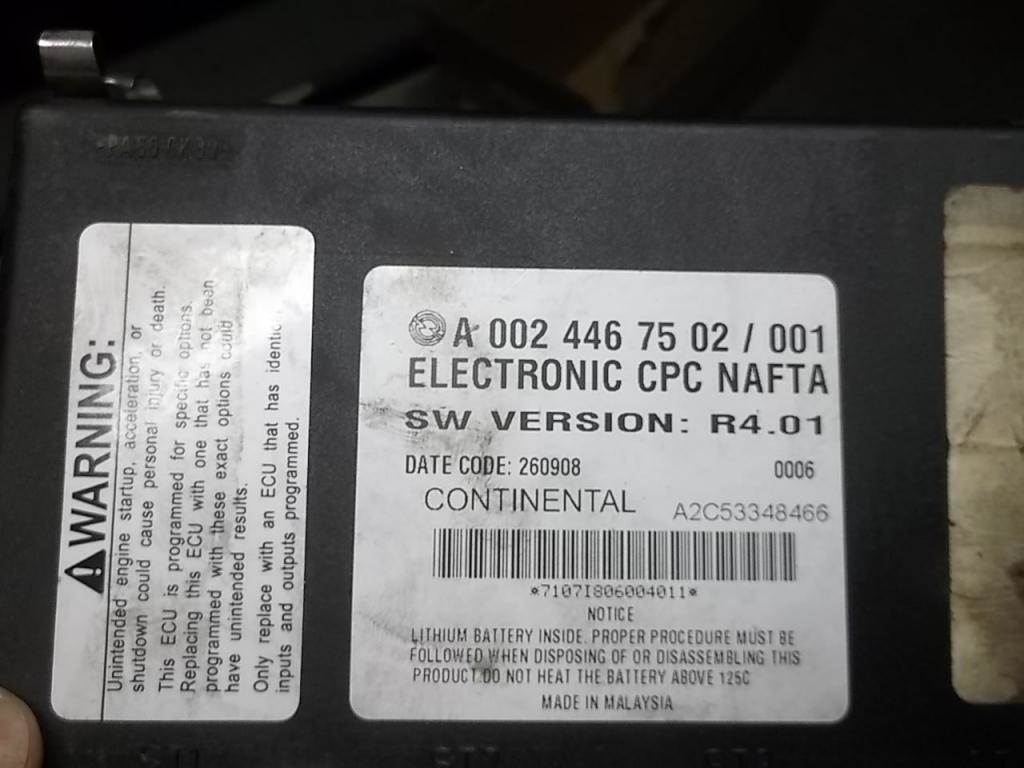 WARNING:
Unintended engine startup, acceleration, or
shutdown could cause personal injury or death.
This ECU is programmed for specific options.
Replacing this ECU with one that has not been
programmed with these exact options could
have unintended results.
Only replace with an ECU that has identic
inputs and outputs programmed.
A 002 446 75 02 / 001
ELECTRONIC CPC NAFTA
SW VERSION: R4.01
DATE CODE: 260908 0006
CONTINENTAL A2C53348466
*7107I806004011*
NOTICE
LITHIUM BATTERY INSIDE. PROPER PROCEDURE MUST BE
FOLLOWED WHEN DISPOSING OF OR DISASSEMBLING THIS
PRODUCT.DO NOT HEAT THE BATTERY ABOVE 125C
MADE IN MALAYSIA